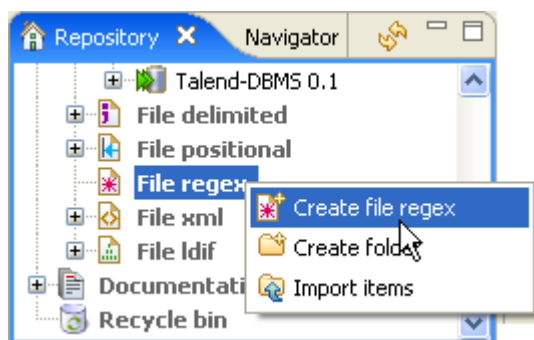 Repository Navigator
Talend-DBMS 0.1
File delimited
File positional
File regex
Create file regex
File xml
Create folder
File ldif
Import items
Documentati
Recycle bin